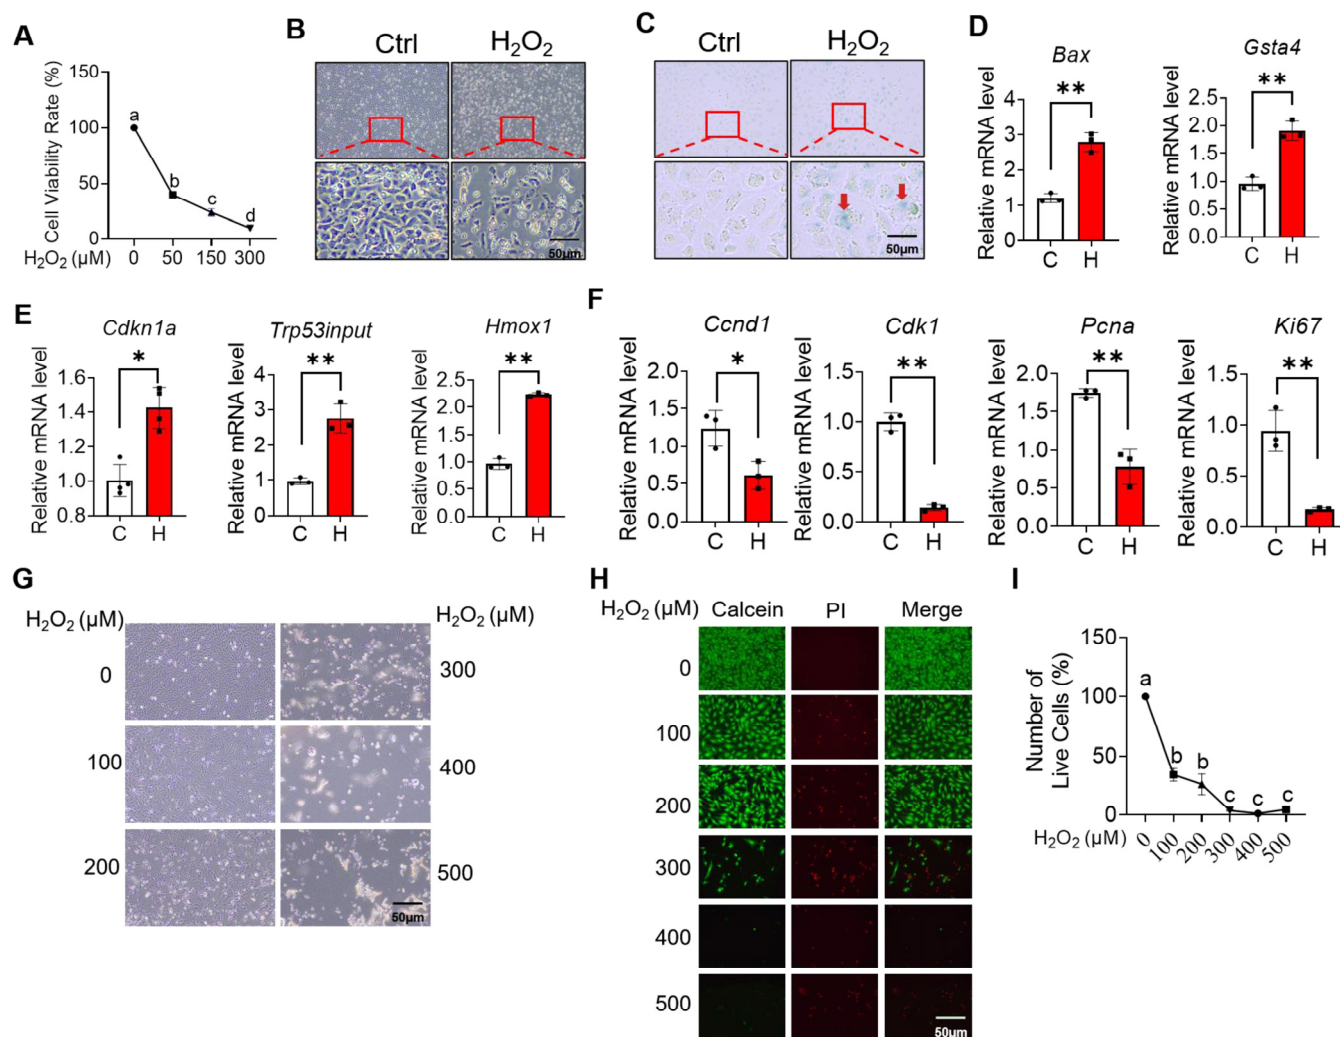 A
Cell Viability Rate (%)
150
100
50
0
a
b
c
d
H₂O₂ (μM)
0 50 150 300
B
Ctrl H₂O₂
50μm
C
Ctrl H₂O₂
50μm
D
Bax
Relative mRNA level
**
4
3
2
1
0
C H
Gsta4
Relative mRNA level
**
2.5
2.0
1.5
1.0
0.5
0.0
C H
E
Cdkn1a
Relative mRNA level
*
1.6
1.4
1.2
1.0
0.8
C H
Trp53input
Relative mRNA level
**
4
3
2
1
0
C H
Hmox1
Relative mRNA level
**
2.5
2.0
1.5
1.0
0.5
0.0
C H
F
Ccnd1
Relative mRNA level
*
2.0
1.5
1.0
0.5
0.0
C H
Cdk1
Relative mRNA level
**
1.5
1.0
0.5
0.0
C H
Pcna
Relative mRNA level
**
2.0
1.5
1.0
0.5
0.0
C H
Ki67
Relative mRNA level
**
1.5
1.0
0.5
0.0
C H
G
H₂O₂ (μM)
0
100
200
H₂O₂ (μM)
300
400
500
50μm
H
H₂O₂ (μM) Calcein PI Merge
0
100
200
300
400
500
50μm
I
Number of
Live Cells (%)
150
100
50
0
a
b
b
c
c
c
H₂O₂ (μM)
0 100 200 300 400 500